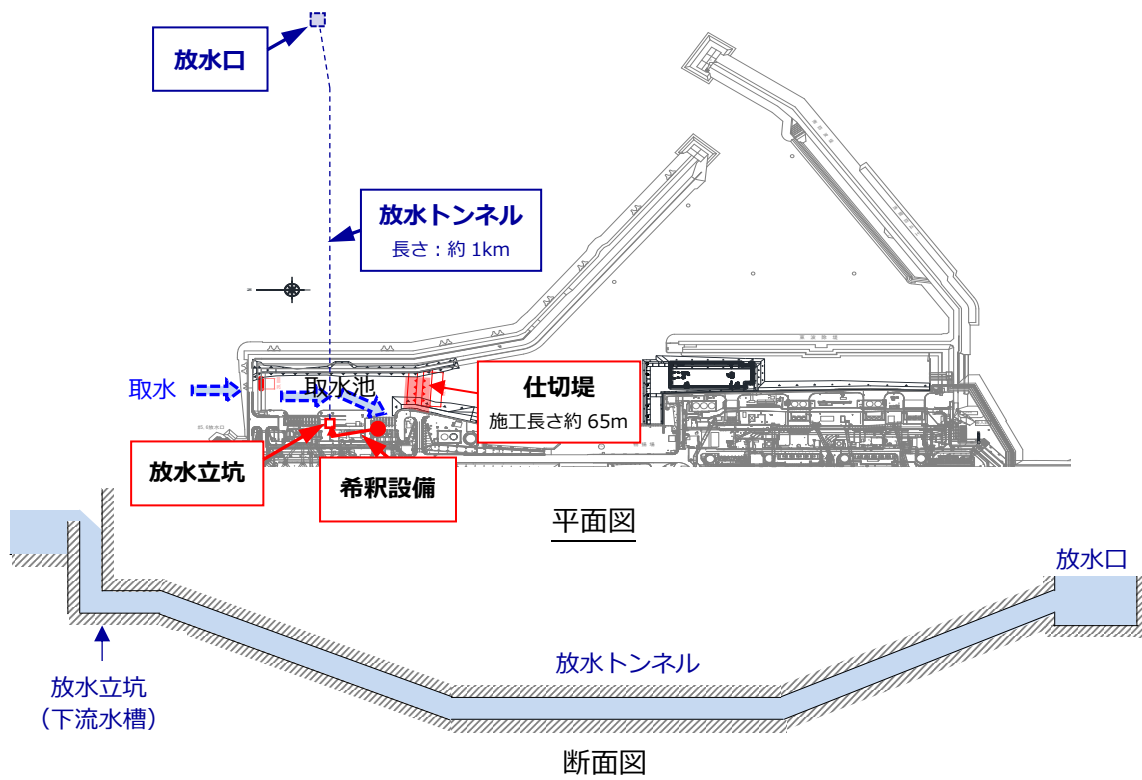 放水口
放水トンネル
長さ：約 1km
取水
取水池
仕切堤
施工長さ約 65m
放水立坑
希釈設備
平面図
放水口
放水トンネル
放水立坑
（下流水槽）
断面図